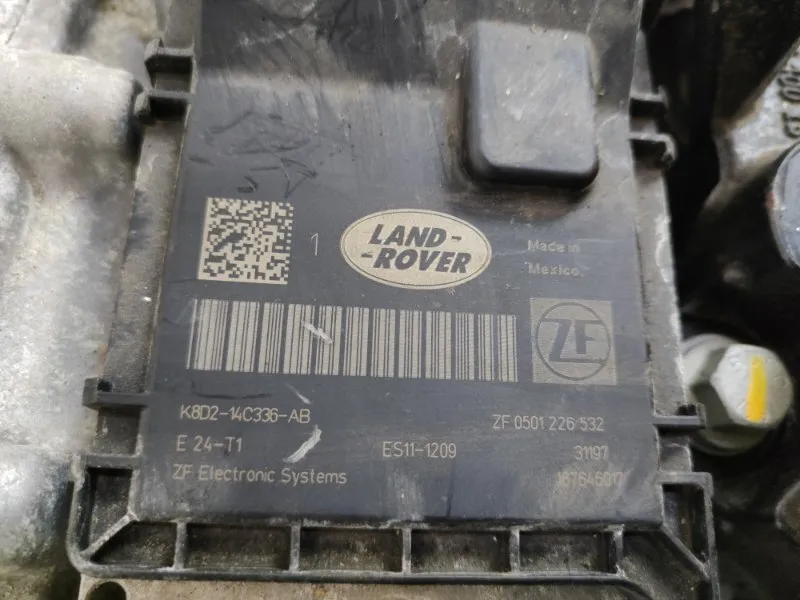 1
LAND-
-ROVER
Made in
Mexico.
ZF
K8D2-14C336-AB
ZF 0501 226 532
E 24-T1
ES11-1209
31197
ZF Electronic Systems